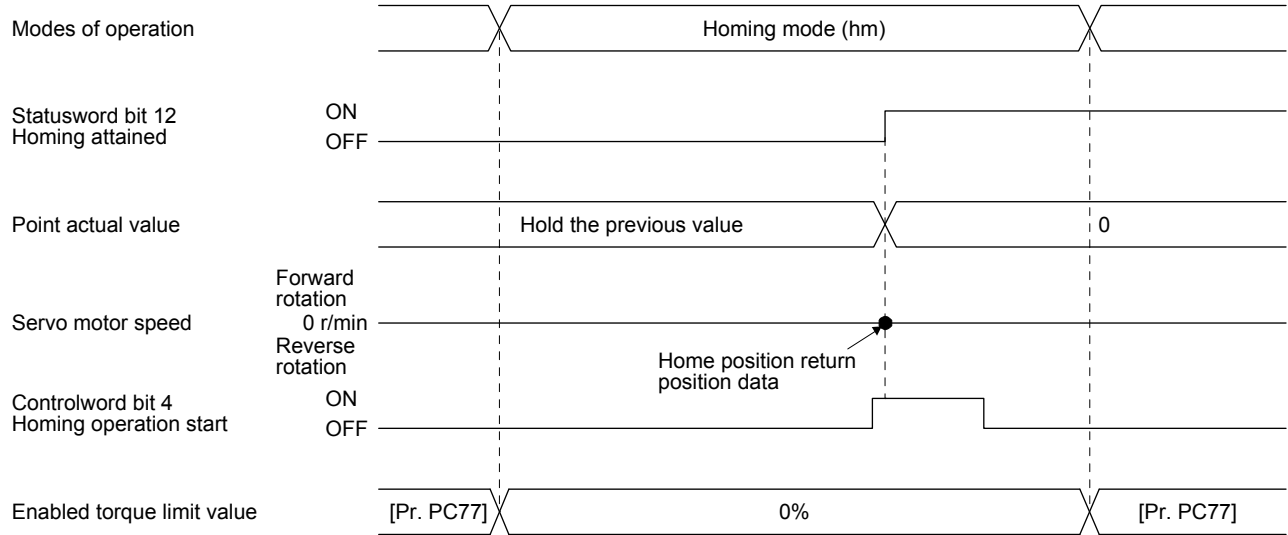 Modes of operation
Homing mode (hm)
Statusword bit 12
Homing attained
ON
OFF
Point actual value
Hold the previous value
0
Servo motor speed
Forward
rotation
0 r/min
Reverse
rotation
Home position return
position data
Controlword bit 4
Homing operation start
ON
OFF
Enabled torque limit value
[Pr. PC77]
0%
[Pr. PC77]